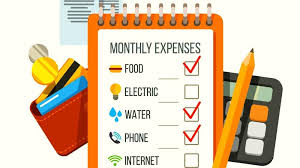 MONTHLY EXPENSES
FOOD
ELECTRIC
WATER
PHONE
INTERNET